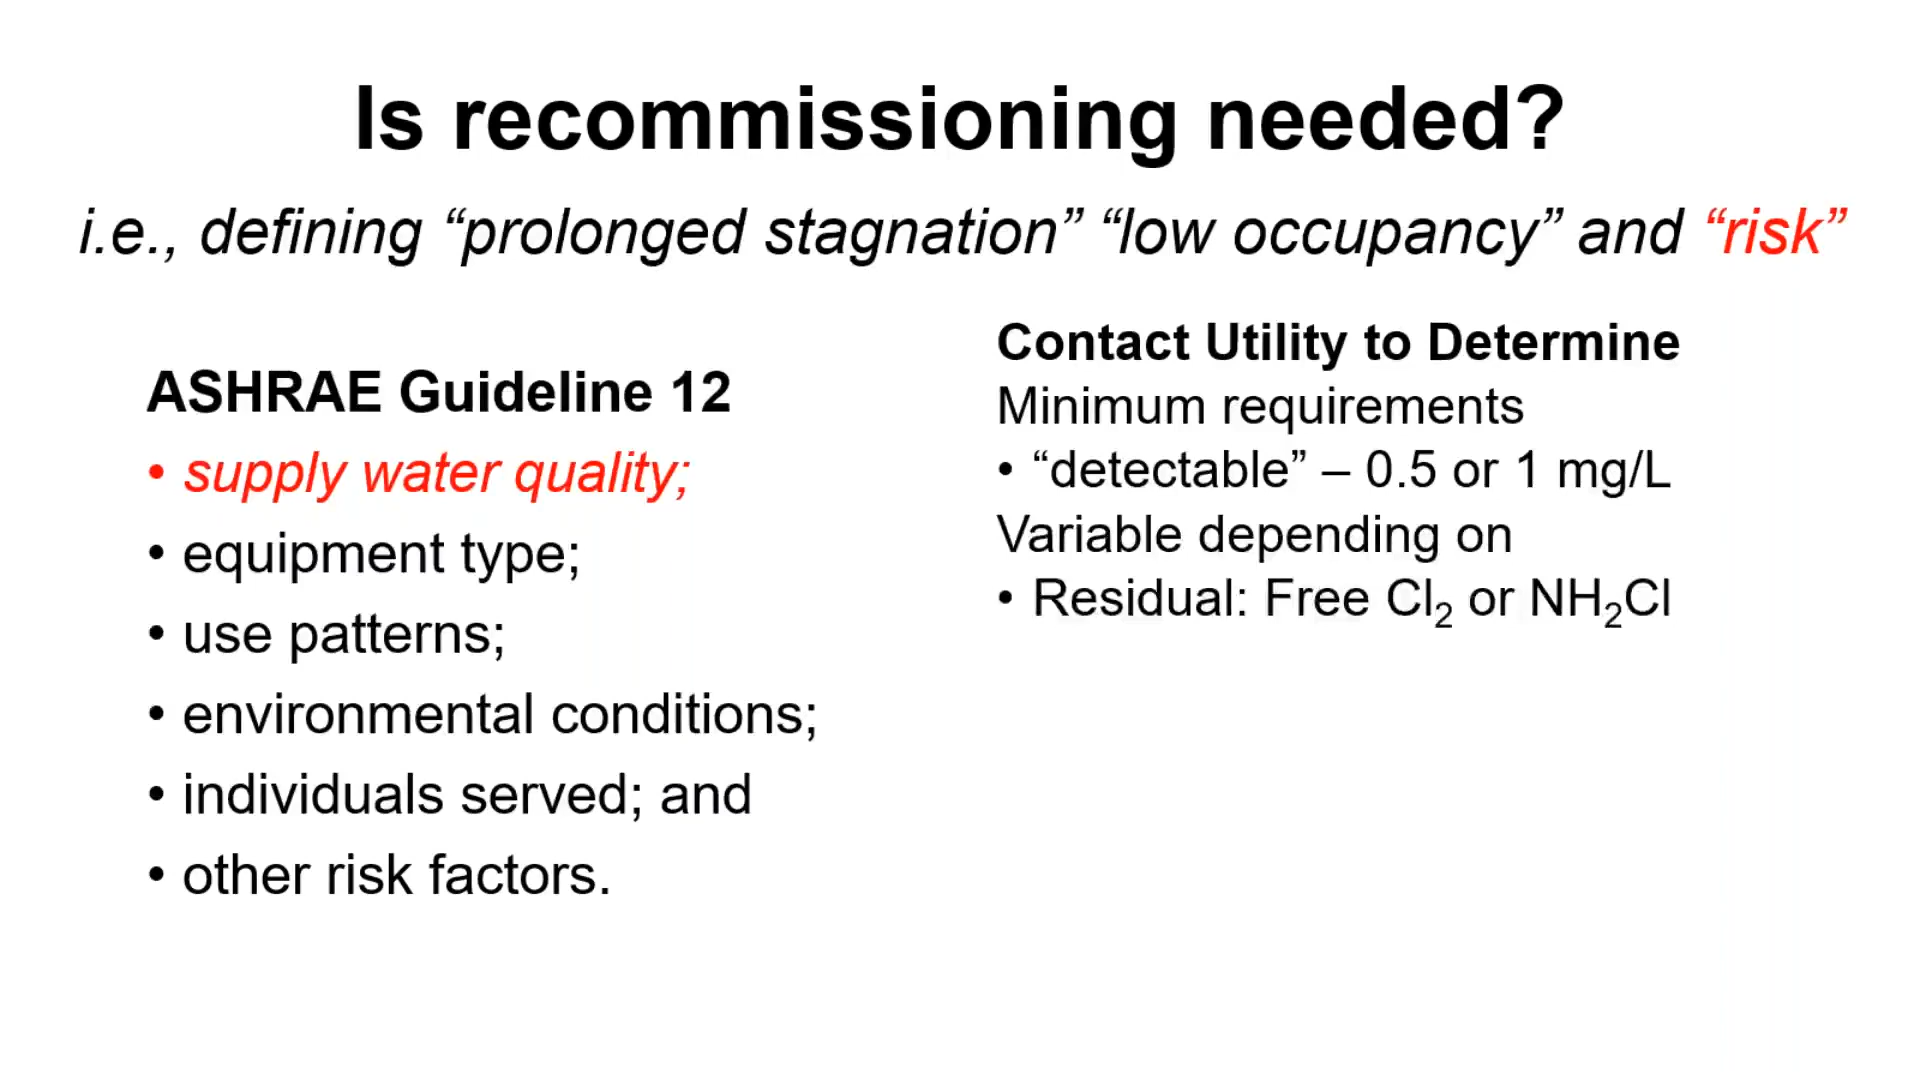 Is recommissioning needed?
i.e., defining “prolonged stagnation” “low occupancy” and “risk”
ASHRAE Guideline 12
• supply water quality;
• equipment type;
• use patterns;
• environmental conditions;
• individuals served; and
• other risk factors.
Contact Utility to Determine
Minimum requirements
• “detectable” – 0.5 or 1 mg/L
Variable depending on
• Residual: Free Cl₂ or NH₂Cl